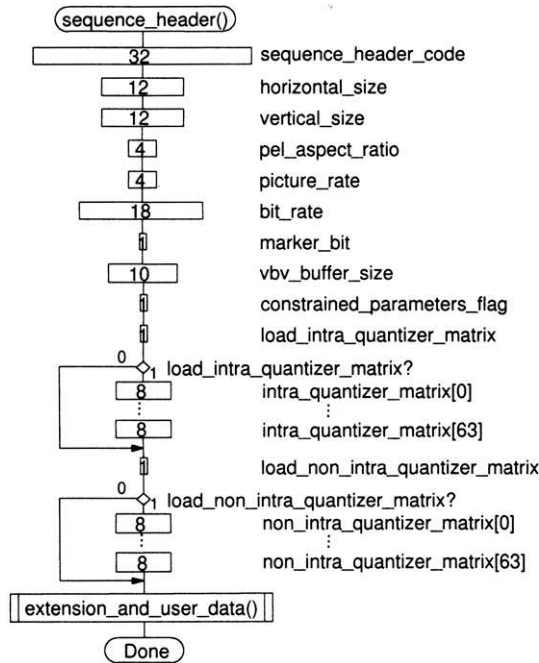 sequence_header()
32 sequence_header_code
12 horizontal_size
12 vertical_size
4 pel_aspect_ratio
4 picture_rate
18 bit_rate
1 marker_bit
10 vbv_buffer_size
1 constrained_parameters_flag
1 load_intra_quantizer_matrix
0 1 load_intra_quantizer_matrix?
8 intra_quantizer_matrix[0]
8 intra_quantizer_matrix[63]
1 load_non_intra_quantizer_matrix
0 1 load_non_intra_quantizer_matrix?
8 non_intra_quantizer_matrix[0]
8 non_intra_quantizer_matrix[63]
extension_and_user_data()
Done